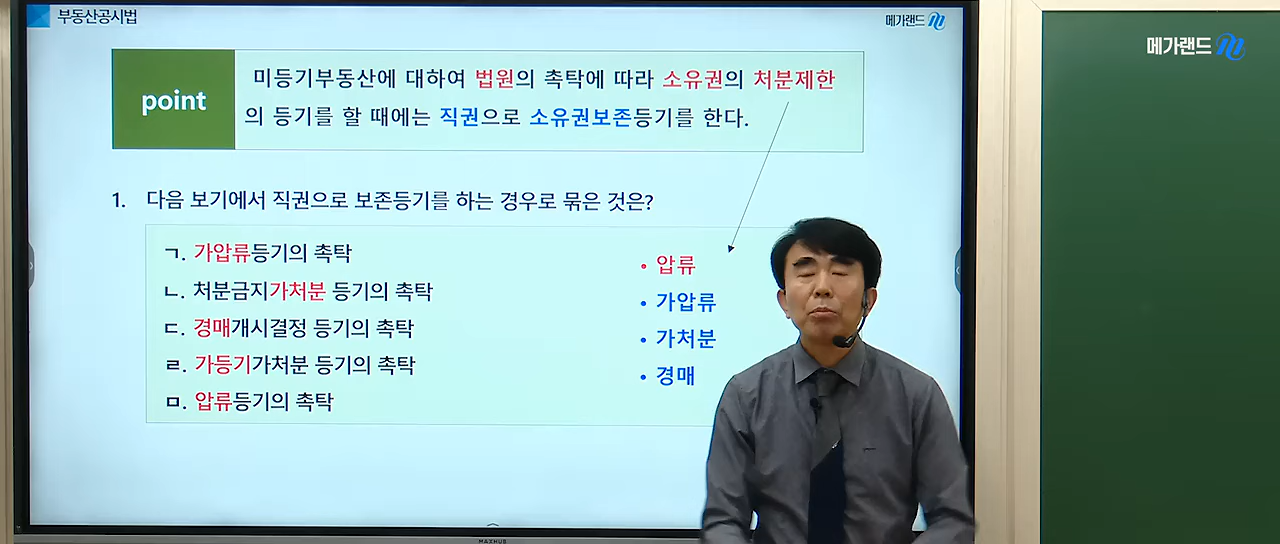 부동산공시법
메가랜드
메가랜드
point
미등기부동산에 대하여 법원의 촉탁에 따라 소유권의 처분제한
의 등기를 할 때에는 직권으로 소유권보존등기를 한다.
1. 다음 보기에서 직권으로 보존등기를 하는 경우로 묶은 것은?
ㄱ. 가압류등기의 촉탁
ㄴ. 처분금지가처분 등기의 촉탁
ㄷ. 경매개시결정 등기의 촉탁
ㄹ. 가등기가처분 등기의 촉탁
ㅁ. 압류등기의 촉탁
• 압류
• 가압류
• 가처분
• 경매
MAXHUB